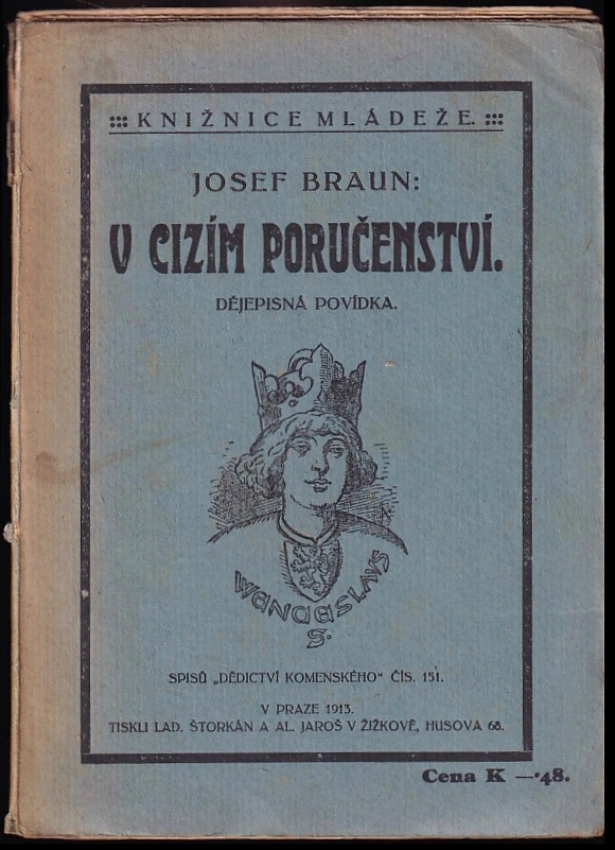 KNIŽNICE MLÁDEŽE.
JOSEF BRAUN:
V CIZÍM PORUČENSTVÍ.
DĚJEPISNÁ POVÍDKA.
WENCESLAVS
S.
SPISŮ „DĚDICTVÍ KOMENSKÉHO“ ČÍS. 151.
V PRAZE 1913.
TISKLI LAD. ŠTORKÁN A AL. JAROŠ V ŽIŽKOVĚ, HUSOVA 68.
Cena K —·48.